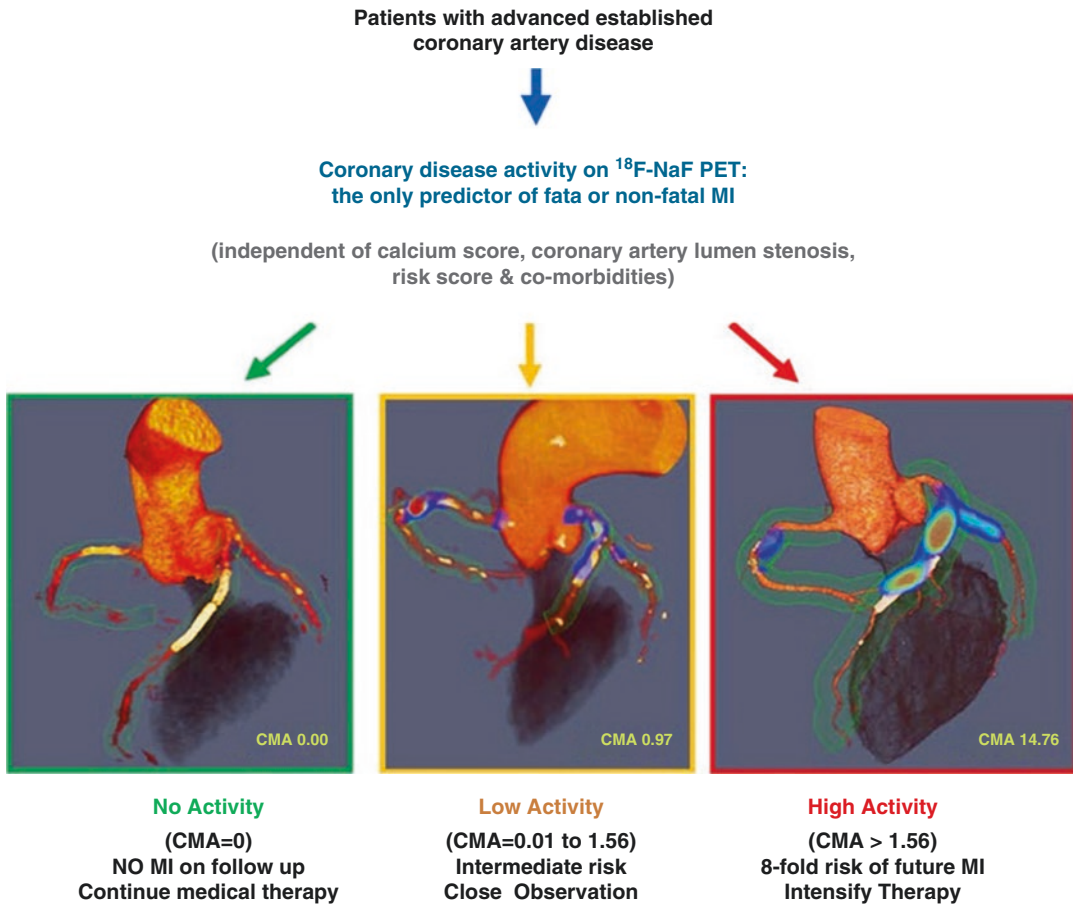 Patients with advanced established
coronary artery disease
Coronary disease activity on ¹⁸F-NaF PET:
the only predictor of fata or non-fatal MI
(independent of calcium score, coronary artery lumen stenosis,
risk score & co-morbidities)
CMA 0.00
CMA 0.97
CMA 14.76
No Activity
(CMA=0)
NO MI on follow up
Continue medical therapy
Low Activity
(CMA=0.01 to 1.56)
Intermediate risk
Close Observation
High Activity
(CMA > 1.56)
8-fold risk of future MI
Intensify Therapy